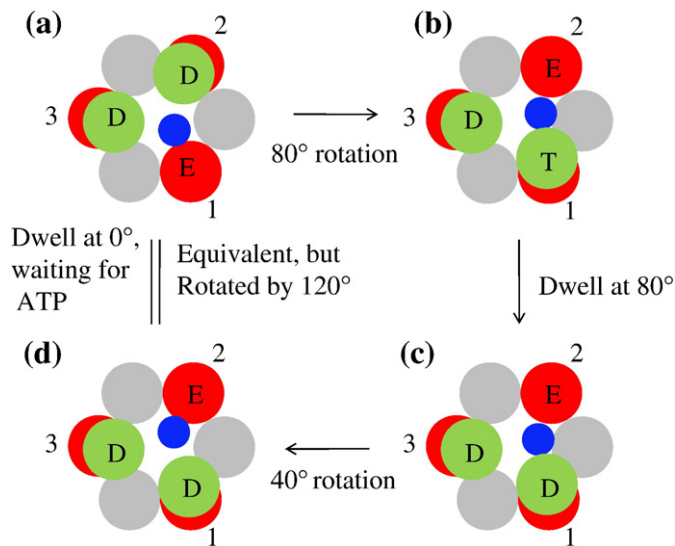 (a)
2
(b)
2
D
E
3
D
3
D
80° rotation
T
E
1
1
Dwell at 0°,
waiting for
ATP
Equivalent, but
Rotated by 120°
Dwell at 80°
(d)
2
(c)
2
E
E
3
D
3
D
40° rotation
D
D
1
1